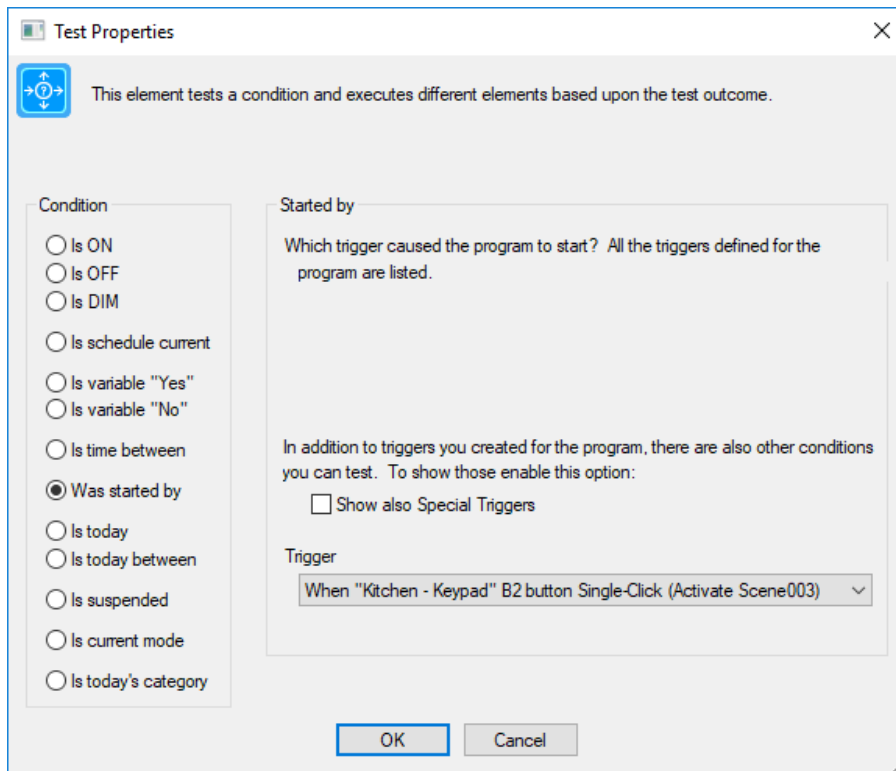 Test Properties
This element tests a condition and executes different elements based upon the test outcome.
Condition
Is ON
Is OFF
Is DIM
Is schedule current
Is variable "Yes"
Is variable "No"
Is time between
Was started by
Is today
Is today between
Is suspended
Is current mode
Is today's category
Started by
Which trigger caused the program to start?  All the triggers defined for the
program are listed.
In addition to triggers you created for the program, there are also other conditions
you can test.  To show those enable this option:
Show also Special Triggers
Trigger
When "Kitchen - Keypad" B2 button Single-Click (Activate Scene003)
OK
Cancel